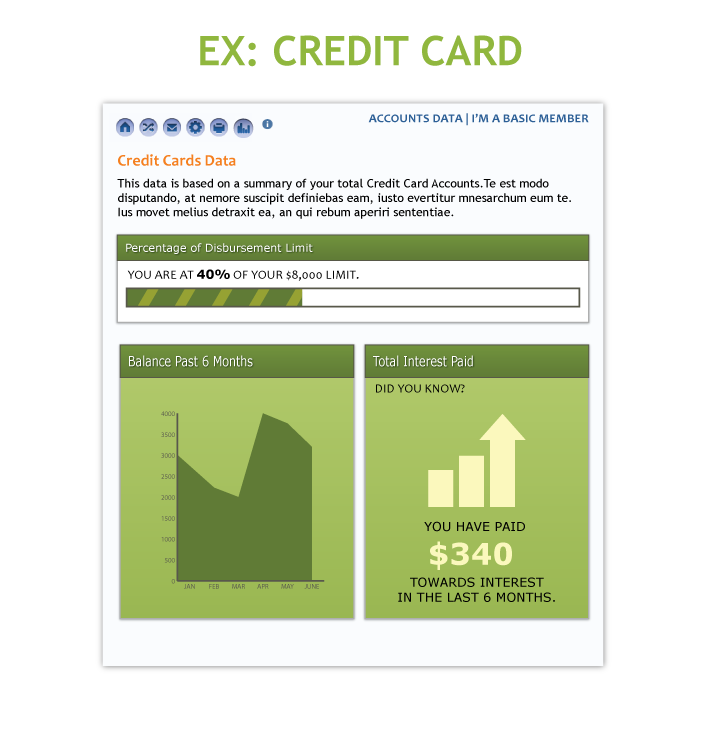 EX: CREDIT CARD
ACCOUNTS DATA | I'M A BASIC MEMBER
i
Credit Cards Data
This data is based on a summary of your total Credit Card Accounts.Te est modo
disputando, at nemore suscipit definiebas eam, iusto evertitur mnesarchum eum te.
Ius movet melius detraxit ea, an qui rebum aperiri sententiae.
Percentage of Disbursement Limit
YOU ARE AT 40% OF YOUR $8,000 LIMIT.
Balance Past 6 Months
4000
3500
3000
2500
2000
1500
1000
500
0
JAN FEB MAR APR MAY JUNE
Total Interest Paid
DID YOU KNOW?
YOU HAVE PAID
$340
TOWARDS INTEREST
IN THE LAST 6 MONTHS.